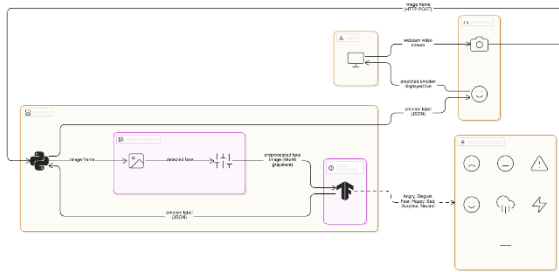 image frame
(HTTP POST)
webcam video
stream
predicted emotion
displayed live
emotion label
(JSON)
image frame
detected face
preprocessed face
image (48x48
grayscale)
emotion label
(JSON)
Angry, Disgust
Fear, Happy, Sad,
Surprise, Neutral